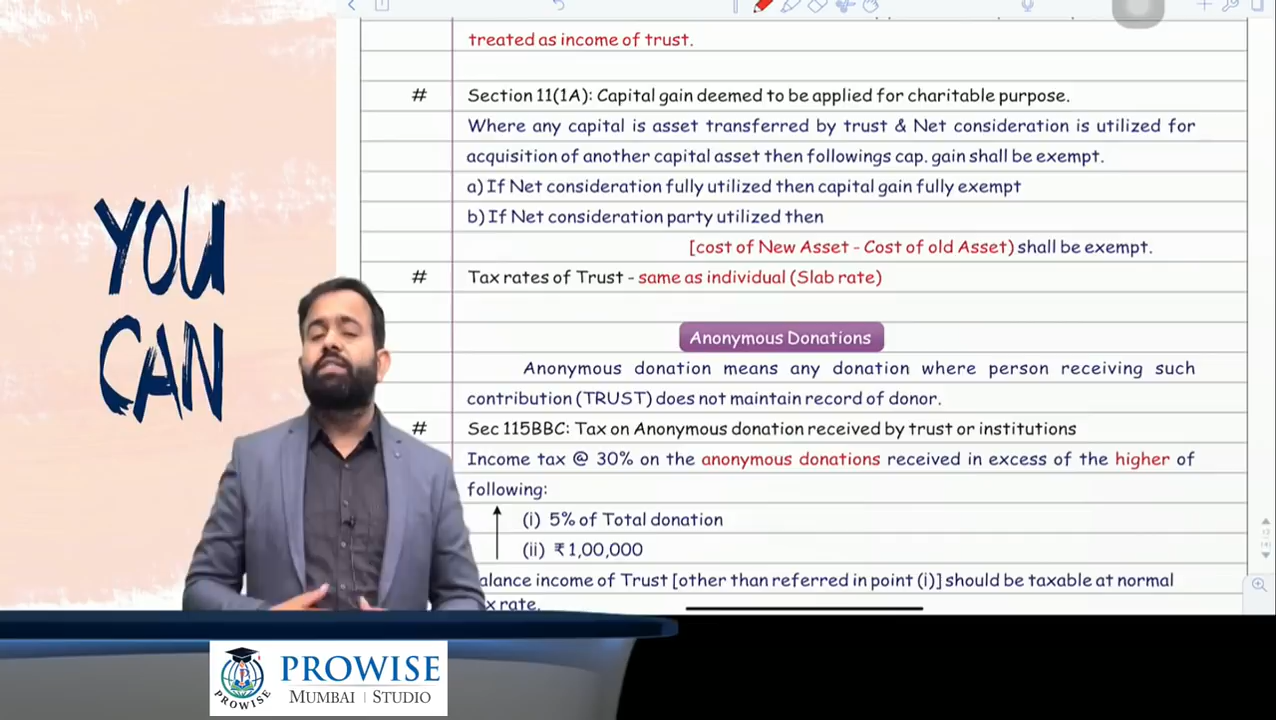 treated as income of trust.
# Section 11(1A): Capital gain deemed to be applied for charitable purpose.
Where any capital is asset transferred by trust & Net consideration is utilized for
acquisition of another capital asset then followings cap. gain shall be exempt.
a) If Net consideration fully utilized then capital gain fully exempt
b) If Net consideration party utilized then
[cost of New Asset - Cost of old Asset) shall be exempt.
# Tax rates of Trust - same as individual (Slab rate)
Anonymous Donations
Anonymous donation means any donation where person receiving such
contribution (TRUST) does not maintain record of donor.
# Sec 115BBC: Tax on Anonymous donation received by trust or institutions
Income tax @ 30% on the anonymous donations received in excess of the higher of
following:
(i) 5% of Total donation
(ii) ₹1,00,000
alance income of Trust [other than referred in point (i)] should be taxable at normal
x rate.
YOU
CAN
PROWISE
PROWISE
MUMBAI | STUDIO